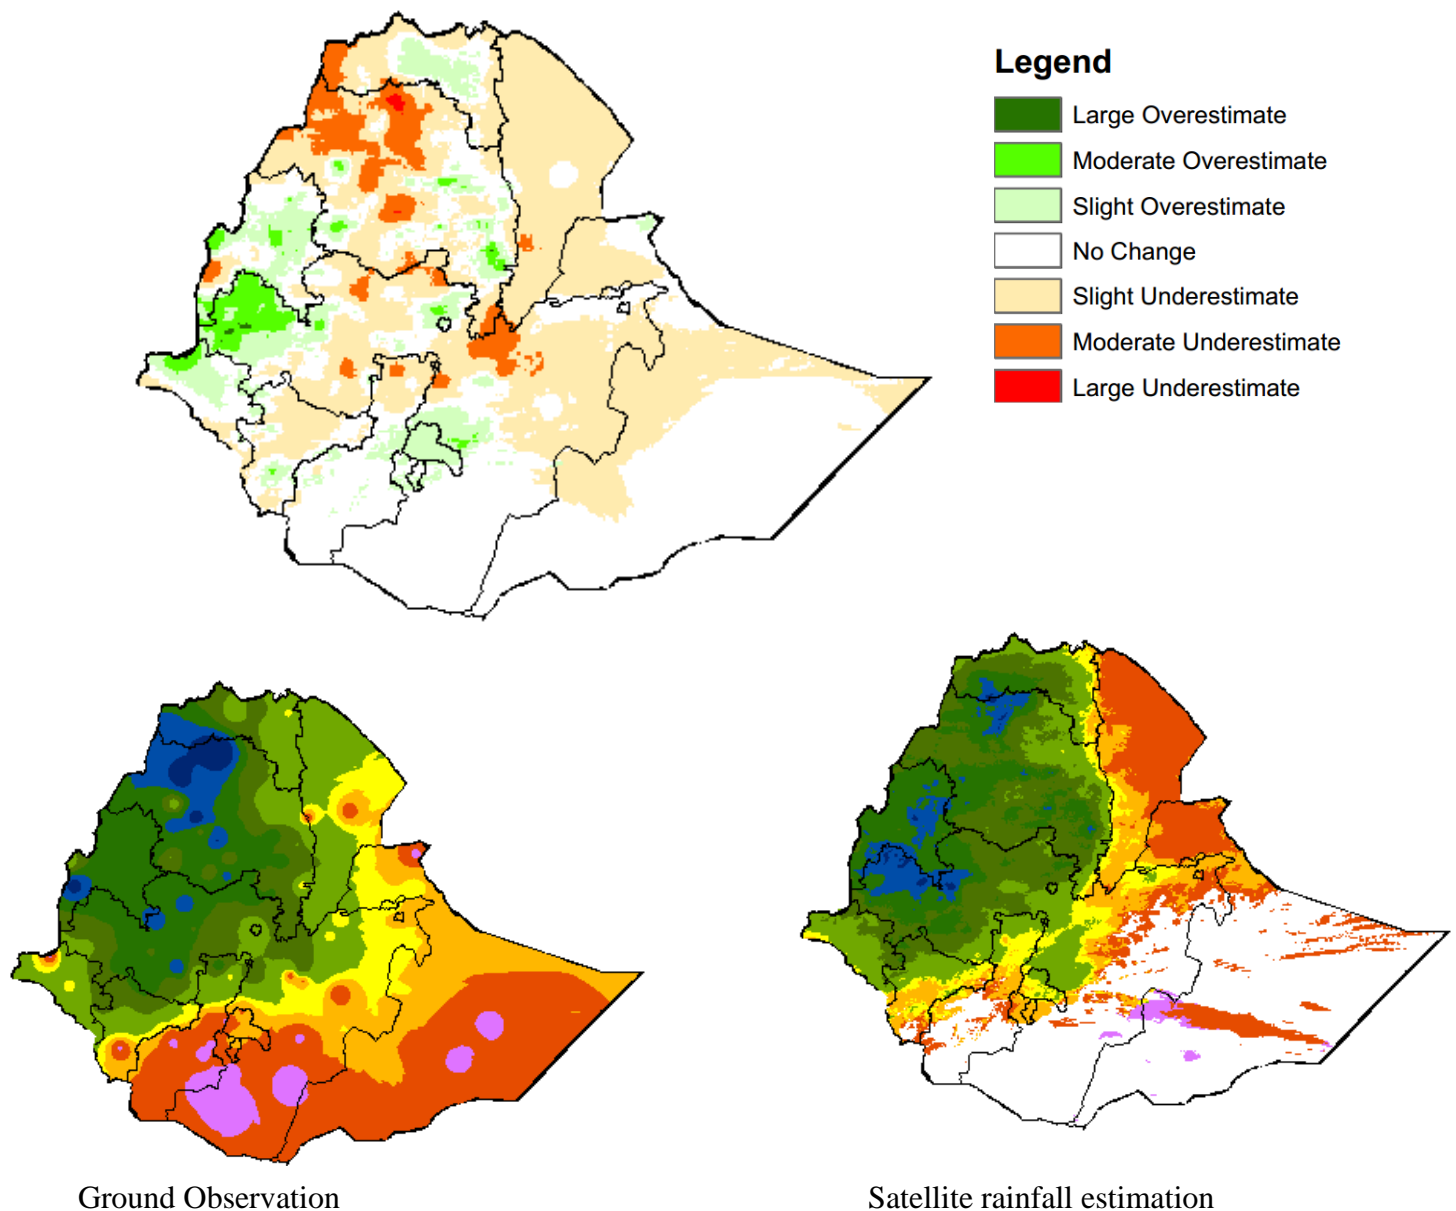 Legend
Large Overestimate
Moderate Overestimate
Slight Overestimate
No Change
Slight Underestimate
Moderate Underestimate
Large Underestimate
Ground Observation
Satellite rainfall estimation